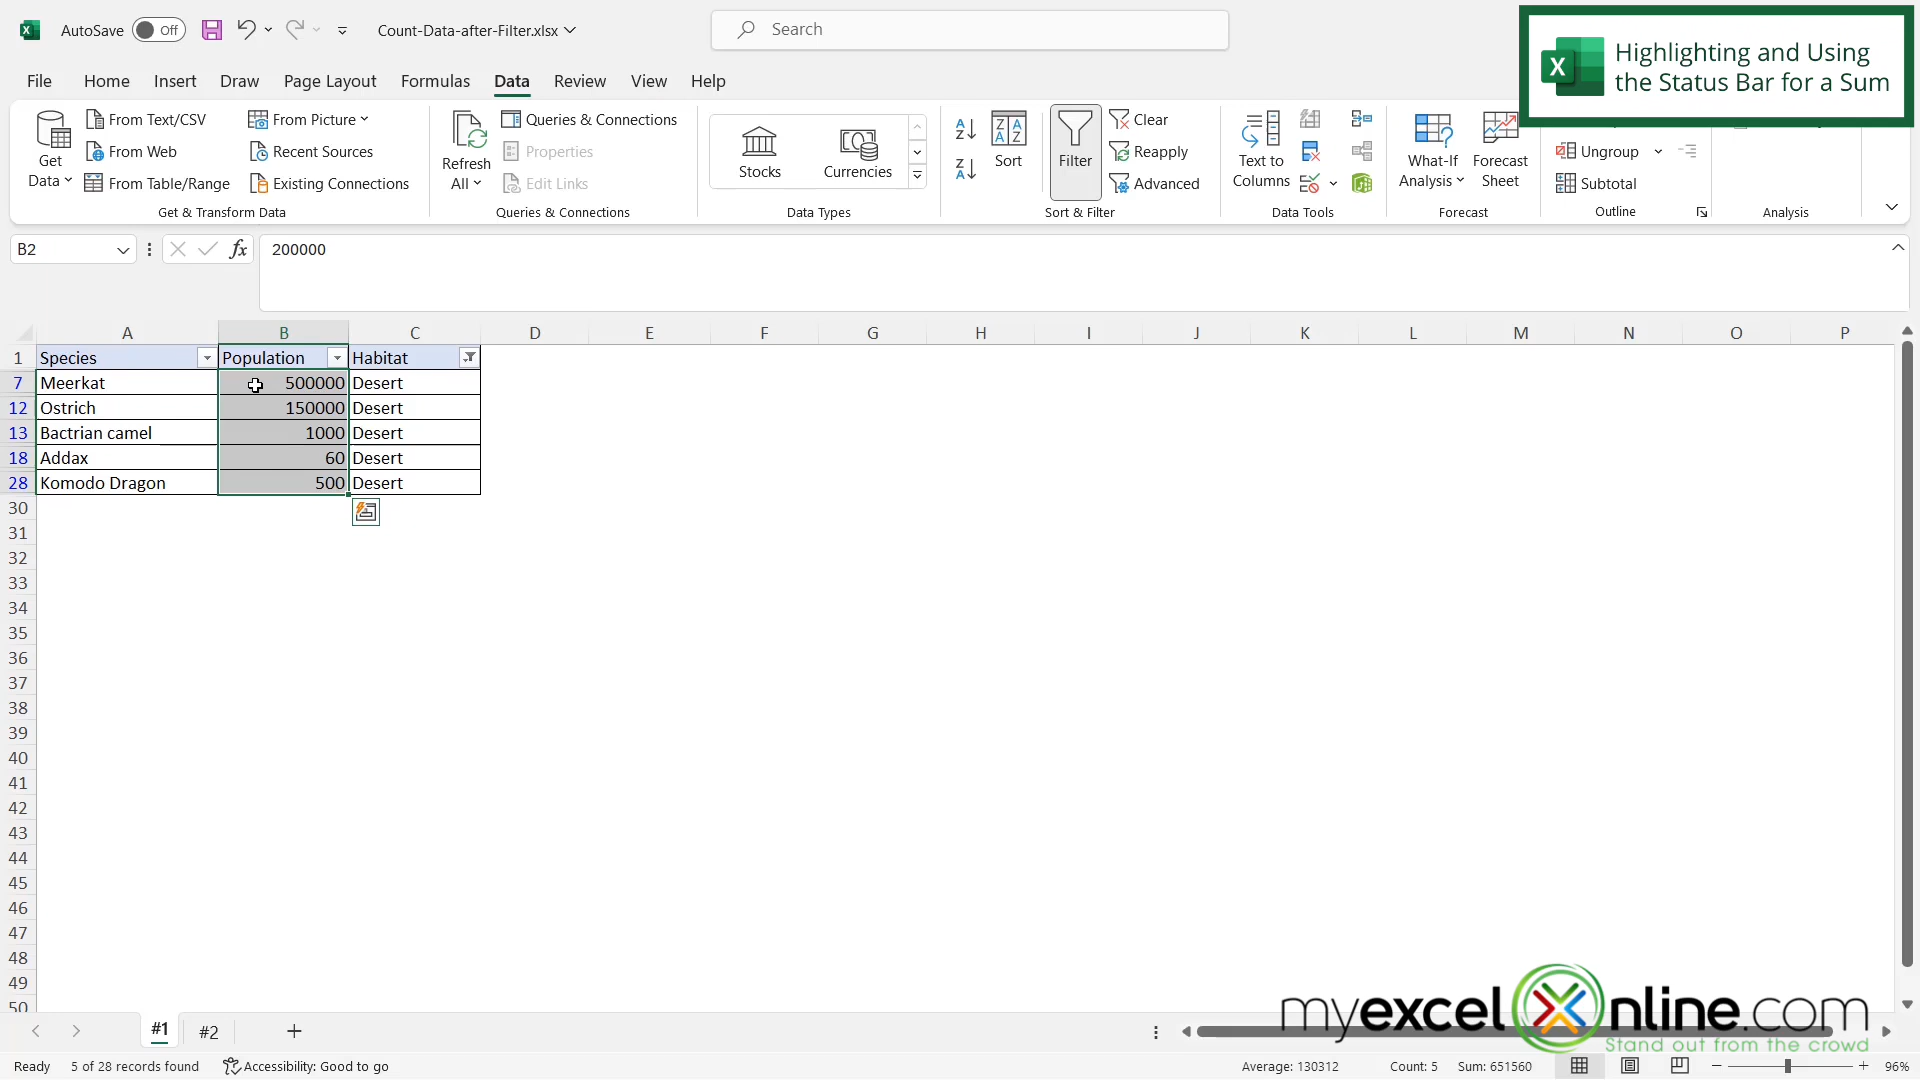 AutoSave Off Count-Data-after-Filter.xlsx Search
Highlighting and Using
the Status Bar for a Sum
File Home Insert Draw Page Layout Formulas Data Review View Help
Get
Data
From Text/CSV
From Web
From Table/Range
From Picture
Recent Sources
Existing Connections
Get & Transform Data
Refresh
All
Queries & Connections
Properties
Edit Links
Queries & Connections
Stocks
Currencies
Data Types
Sort
Filter
Clear
Reapply
Advanced
Sort & Filter
Text to
Columns
Data Tools
What-If
Analysis
Forecast
Sheet
Forecast
Ungroup
Subtotal
Outline
Analysis
B2 fx 200000
A B C D E F G H I J K L M N O P
1 Species Population Habitat
7 Meerkat 500000 Desert
12 Ostrich 150000 Desert
13 Bactrian camel 1000 Desert
18 Addax 60 Desert
28 Komodo Dragon 500 Desert
30
31
32
33
34
35
36
37
38
39
40
41
42
43
44
45
46
47
48
49
50
myexcelonline.com
Stand out from the crowd
#1 #2
Ready 5 of 28 records found Accessibility: Good to go Average: 130312 Count: 5 Sum: 651560 96%